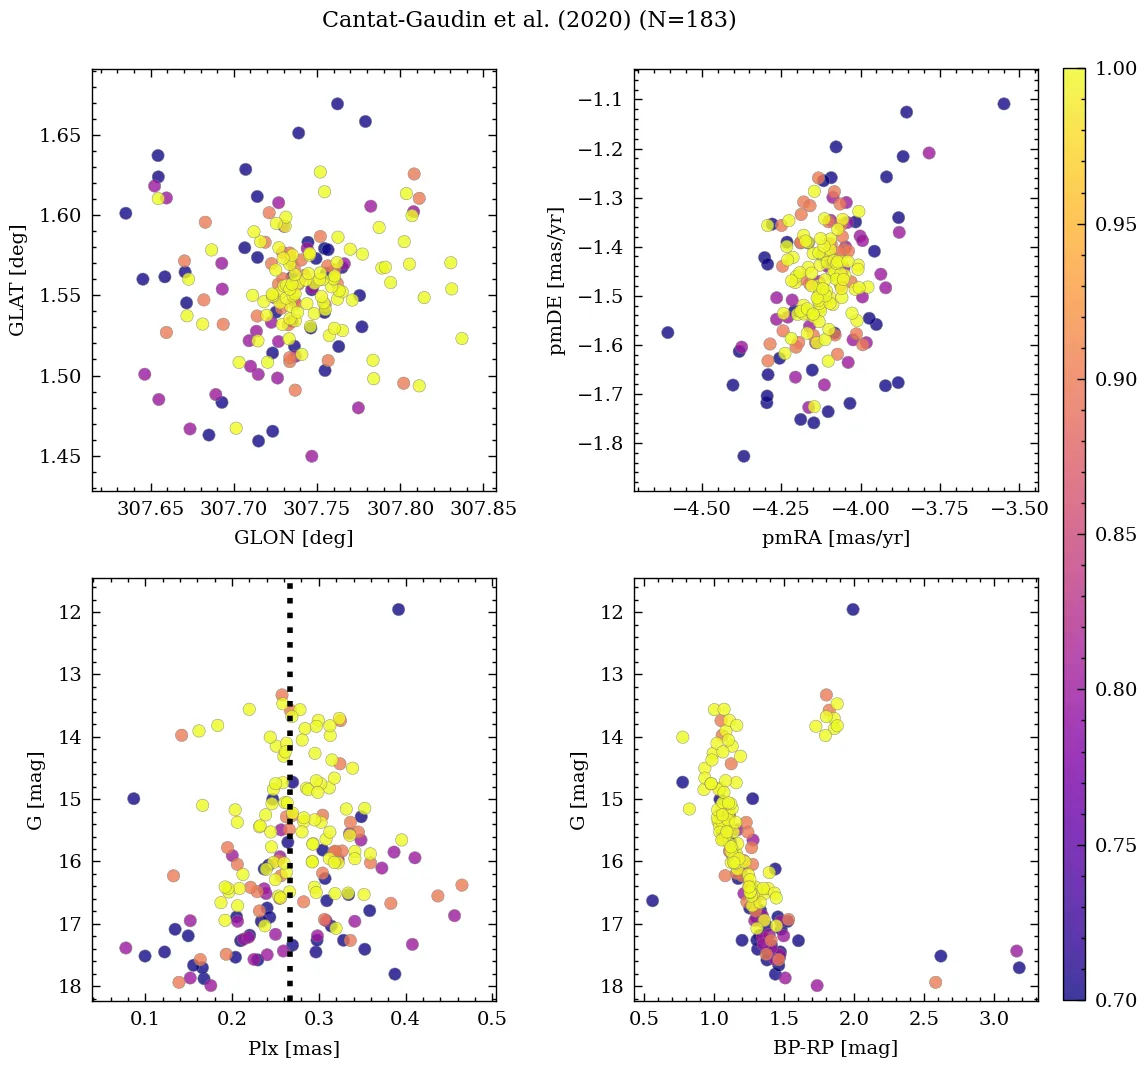 Cantat-Gaudin et al. (2020) (N=183)
GLAT [deg]
1.65
1.60
1.55
1.50
1.45
307.65 307.70 307.75 307.80 307.85
GLON [deg]
pmDE [mas/yr]
−1.1
−1.2
−1.3
−1.4
−1.5
−1.6
−1.7
−1.8
−4.50 −4.25 −4.00 −3.75 −3.50
pmRA [mas/yr]
G [mag]
12
13
14
15
16
17
18
0.1 0.2 0.3 0.4 0.5
Plx [mas]
G [mag]
12
13
14
15
16
17
18
0.5 1.0 1.5 2.0 2.5 3.0
BP-RP [mag]
1.00
0.95
0.90
0.85
0.80
0.75
0.70